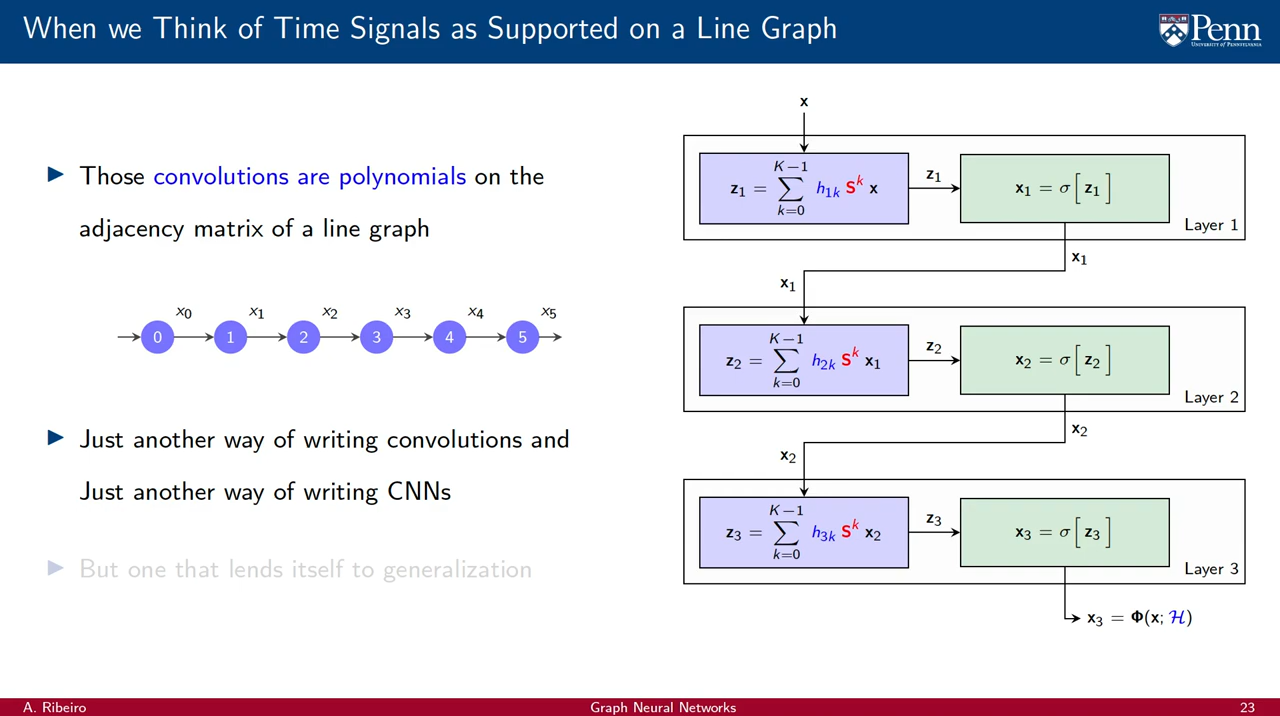 When we Think of Time Signals as Supported on a Line Graph
Penn
UNIVERSITY OF PENNSYLVANIA
Those convolutions are polynomials on the
adjacency matrix of a line graph
x₀ x₁ x₂ x₃ x₄ x₅
0 1 2 3 4 5
Just another way of writing convolutions and
Just another way of writing CNNs
But one that lends itself to generalization
x
z₁ = ∑_{k=0}^{K−1} h₁ₖ Sᵏ x
z₁
x₁ = σ[z₁]
Layer 1
x₁
x₁
z₂ = ∑_{k=0}^{K−1} h₂ₖ Sᵏ x₁
z₂
x₂ = σ[z₂]
Layer 2
x₂
x₂
z₃ = ∑_{k=0}^{K−1} h₃ₖ Sᵏ x₂
z₃
x₃ = σ[z₃]
Layer 3
x₃ = Φ(x; ℋ)
A. Ribeiro
Graph Neural Networks
23